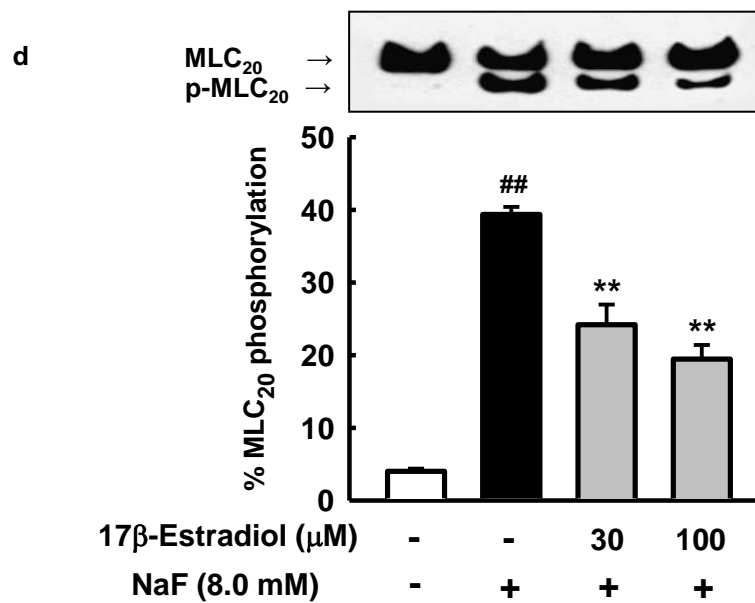 d
MLC20 →
p-MLC20 →
% MLC20 phosphorylation
50
40
30
20
10
0
##
**
**
17β-Estradiol (μM) - - 30 100
NaF (8.0 mM) - + + +